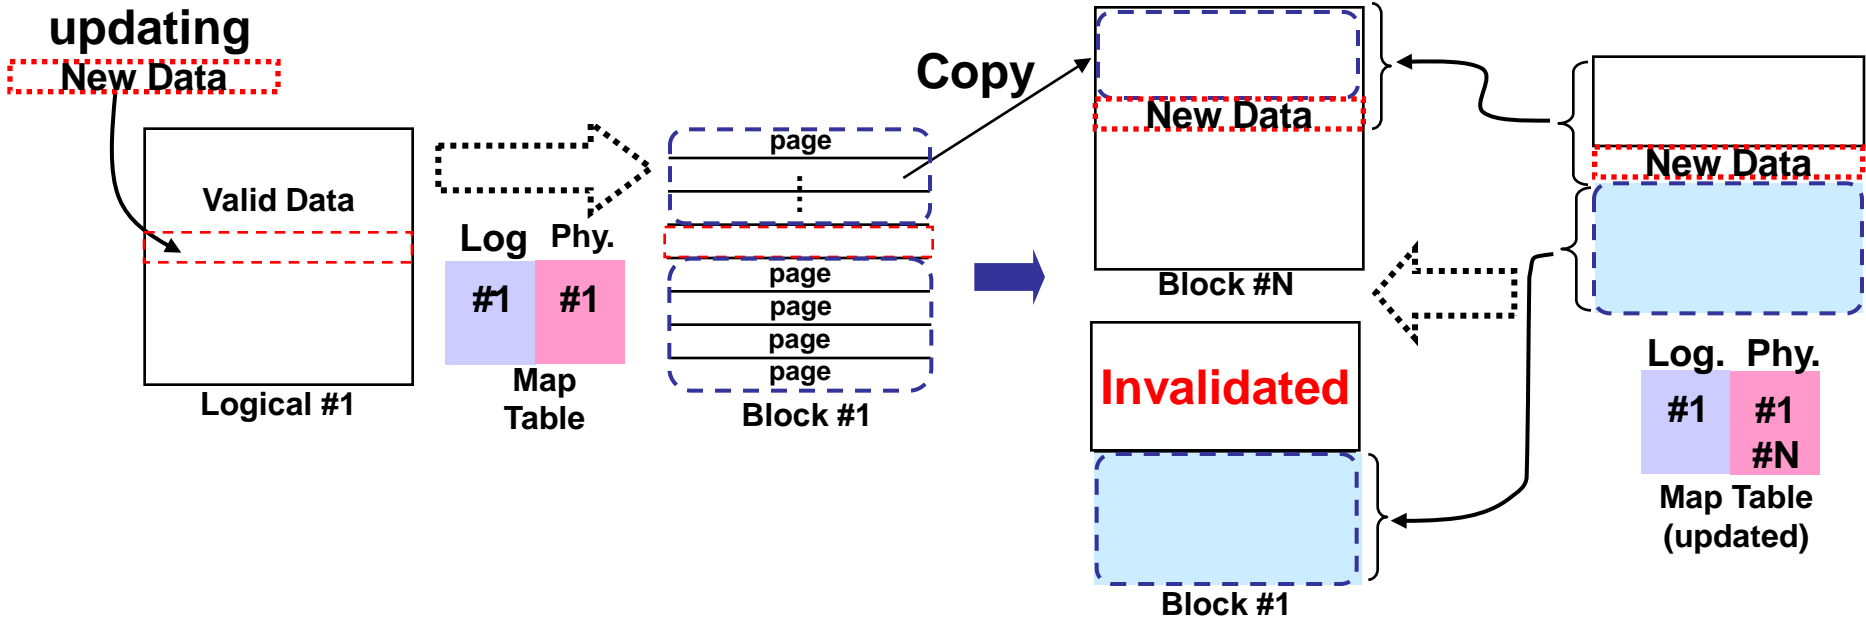 updating
New Data
Valid Data
Logical #1
Log Phy.
#1 #1
Map
Table
page
page
page
page
page
Block #1
Copy
New Data
Block #N
Invalidated
Block #1
New Data
Log. Phy.
#1 #1
#N
Map Table
(updated)